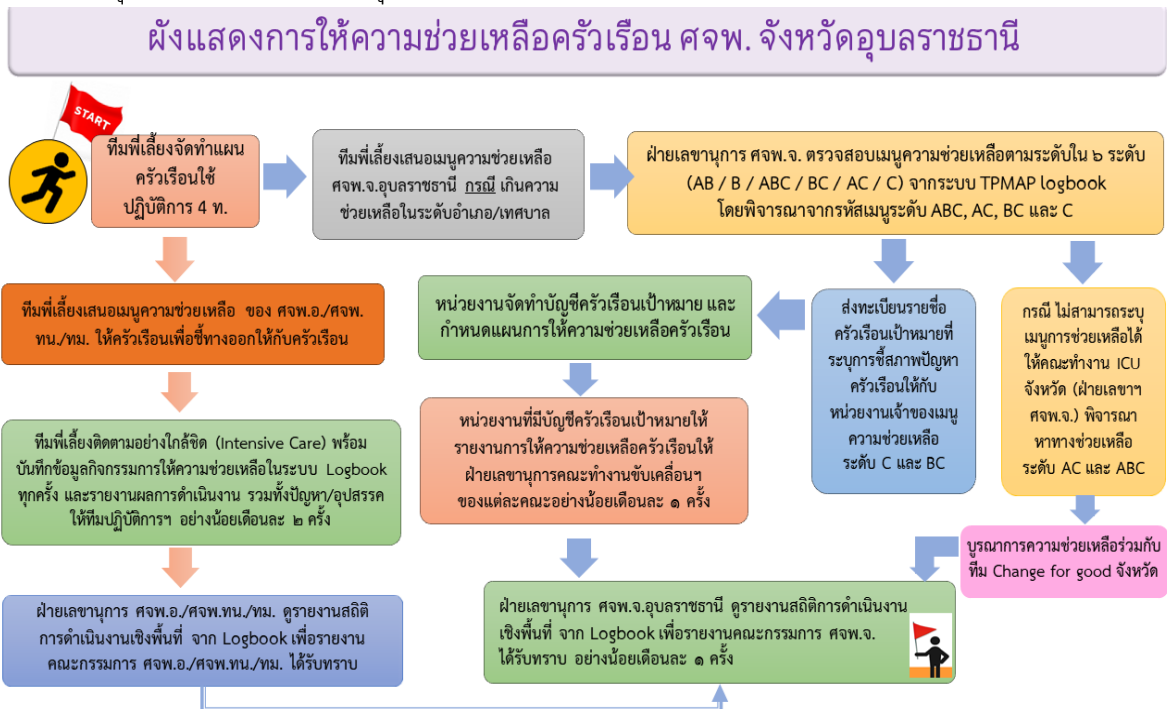 ผังแสดงการให้ความช่วยเหลือครัวเรือน ศจพ. จังหวัดอุบลราชธานี
START
ทีมพี่เลี้ยงจัดทำแผน
ครัวเรือนใช้
ปฏิบัติการ 4 ท.
ทีมพี่เลี้ยงเสนอเมนูความช่วยเหลือ
ศจพ.จ.อุบลราชธานี กรณี เกินความ
ช่วยเหลือในระดับอำเภอ/เทศบาล
ฝ่ายเลขานุการ ศจพ.จ. ตรวจสอบเมนูความช่วยเหลือตามระดับใน ๖ ระดับ
(AB / B / ABC / BC / AC / C) จากระบบ TPMAP logbook
โดยพิจารณาจากรหัสเมนูระดับ ABC, AC, BC และ C
ทีมพี่เลี้ยงเสนอเมนูความช่วยเหลือ ของ ศจพ.อ./ศจพ.
ทน./ทม. ให้ครัวเรือนเพื่อชี้ทางออกให้กับครัวเรือน
หน่วยงานจัดทำบัญชีครัวเรือนเป้าหมาย และ
กำหนดแผนการให้ความช่วยเหลือครัวเรือน
ส่งทะเบียนรายชื่อ
ครัวเรือนเป้าหมายที่
ระบุการชี้สภาพปัญหา
ครัวเรือนให้กับ
หน่วยงานเจ้าของเมนู
ความช่วยเหลือ
ระดับ C และ BC
กรณี ไม่สามารถระบุ
เมนูการช่วยเหลือได้
ให้คณะทำงาน ICU
จังหวัด (ฝ่ายเลขาฯ
ศจพ.จ.) พิจารณา
หาทางช่วยเหลือ
ระดับ AC และ ABC
ทีมพี่เลี้ยงติดตามอย่างใกล้ชิด (Intensive Care) พร้อม
บันทึกข้อมูลกิจกรรมการให้ความช่วยเหลือในระบบ Logbook
ทุกครั้ง และรายงานผลการดำเนินงาน รวมทั้งปัญหา/อุปสรรค
ให้ทีมปฏิบัติการฯ อย่างน้อยเดือนละ ๒ ครั้ง
หน่วยงานที่มีบัญชีครัวเรือนเป้าหมายให้
รายงานการให้ความช่วยเหลือครัวเรือนให้
ฝ่ายเลขานุการคณะทำงานขับเคลื่อนฯ
ของแต่ละคณะอย่างน้อยเดือนละ ๑ ครั้ง
บูรณาการความช่วยเหลือร่วมกับ
ทีม Change for good จังหวัด
ฝ่ายเลขานุการ ศจพ.อ./ศจพ.ทน./ทม. ดูรายงานสถิติ
การดำเนินงานเชิงพื้นที่ จาก Logbook เพื่อรายงาน
คณะกรรมการ ศจพ.อ./ศจพ.ทน./ทม. ได้รับทราบ
ฝ่ายเลขานุการ ศจพ.จ.อุบลราชธานี ดูรายงานสถิติการดำเนินงาน
เชิงพื้นที่ จาก Logbook เพื่อรายงานคณะกรรมการ ศจพ.จ.
ได้รับทราบ อย่างน้อยเดือนละ ๑ ครั้ง